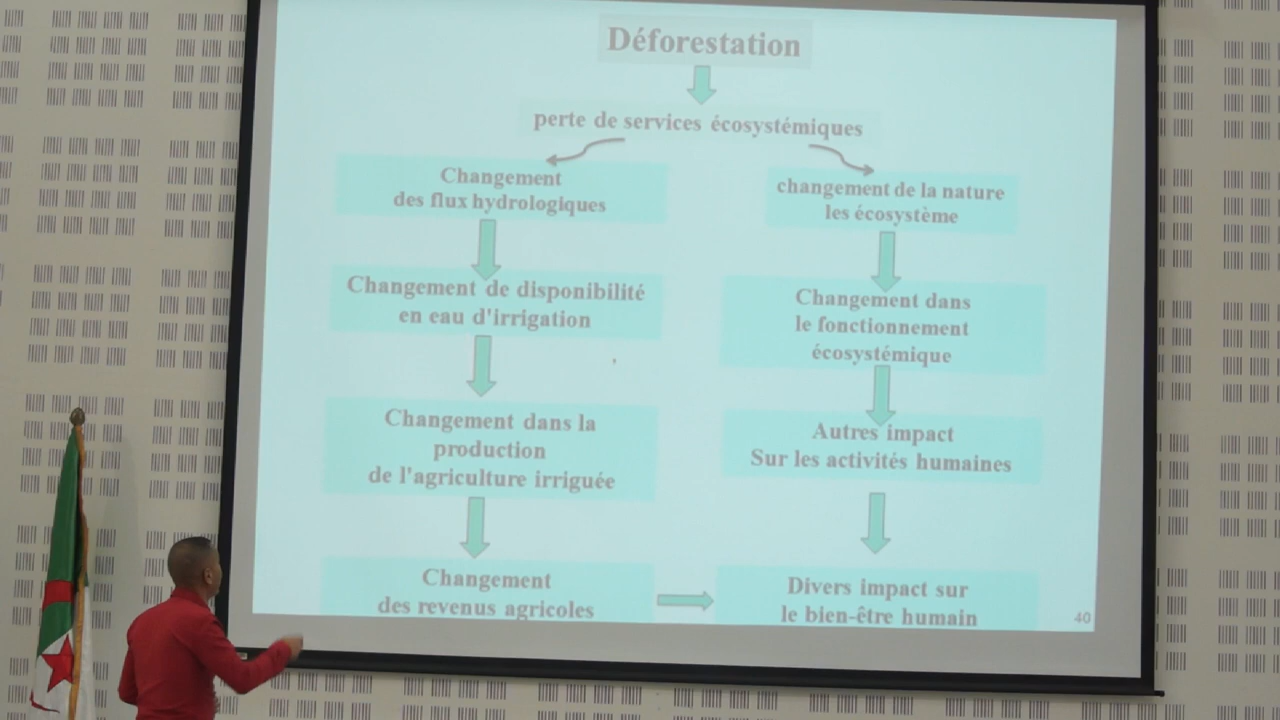 Déforestation
perte de services écosystémiques
Changement
des flux hydrologiques
Changement de disponibilité
en eau d'irrigation
Changement dans la
production
de l'agriculture irriguée
Changement
des revenus agricoles
changement de la nature
les écosystème
Changement dans
le fonctionnement
écosystémique
Autres impact
Sur les activités humaines
Divers impact sur
le bien-être humain
40